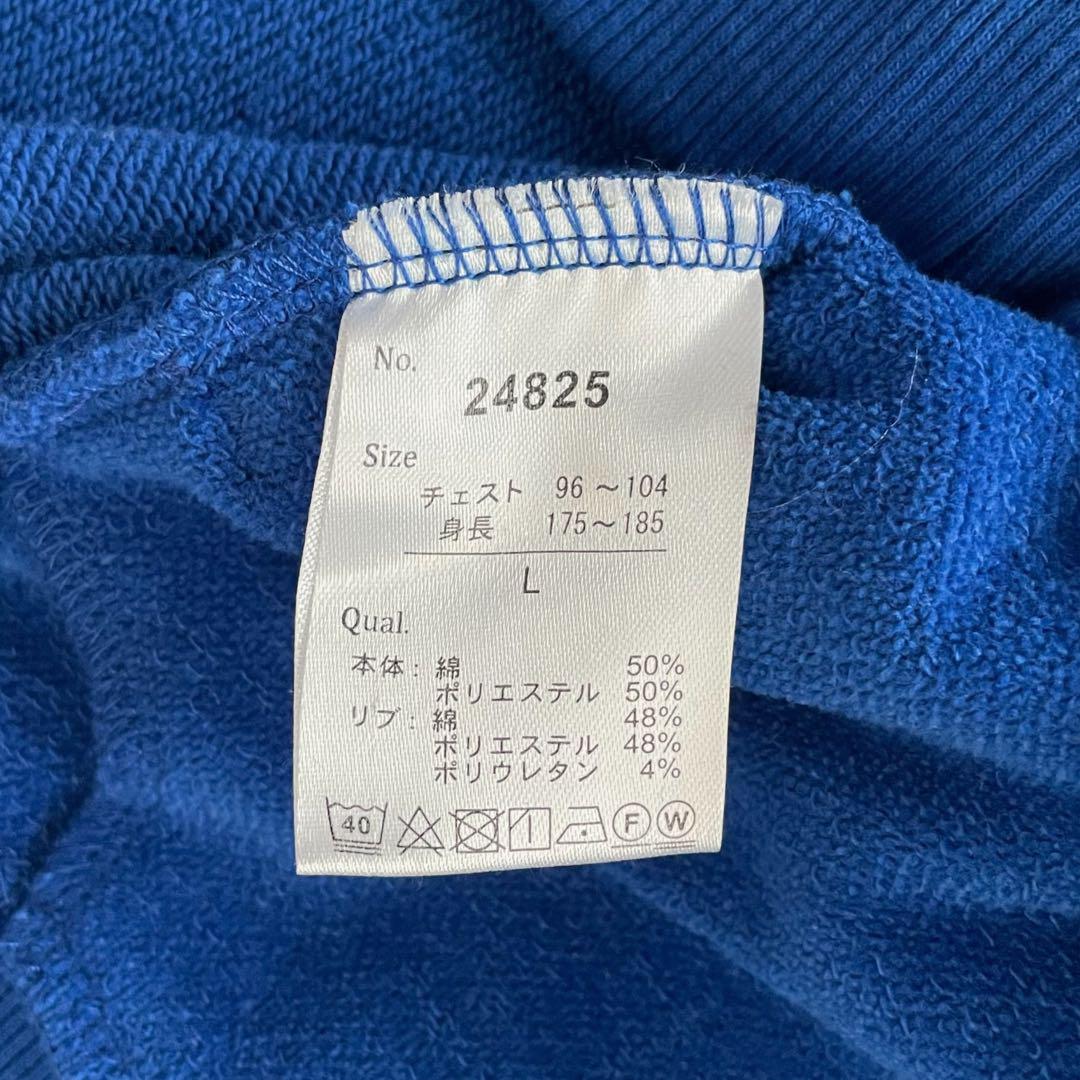 No.
24825
Size
チェスト 96～104
身長 175～185
L
Qual.
本体：綿 50%
ポリエステル 50%
リブ：綿 48%
ポリエステル 48%
ポリウレタン 4%
40 F W